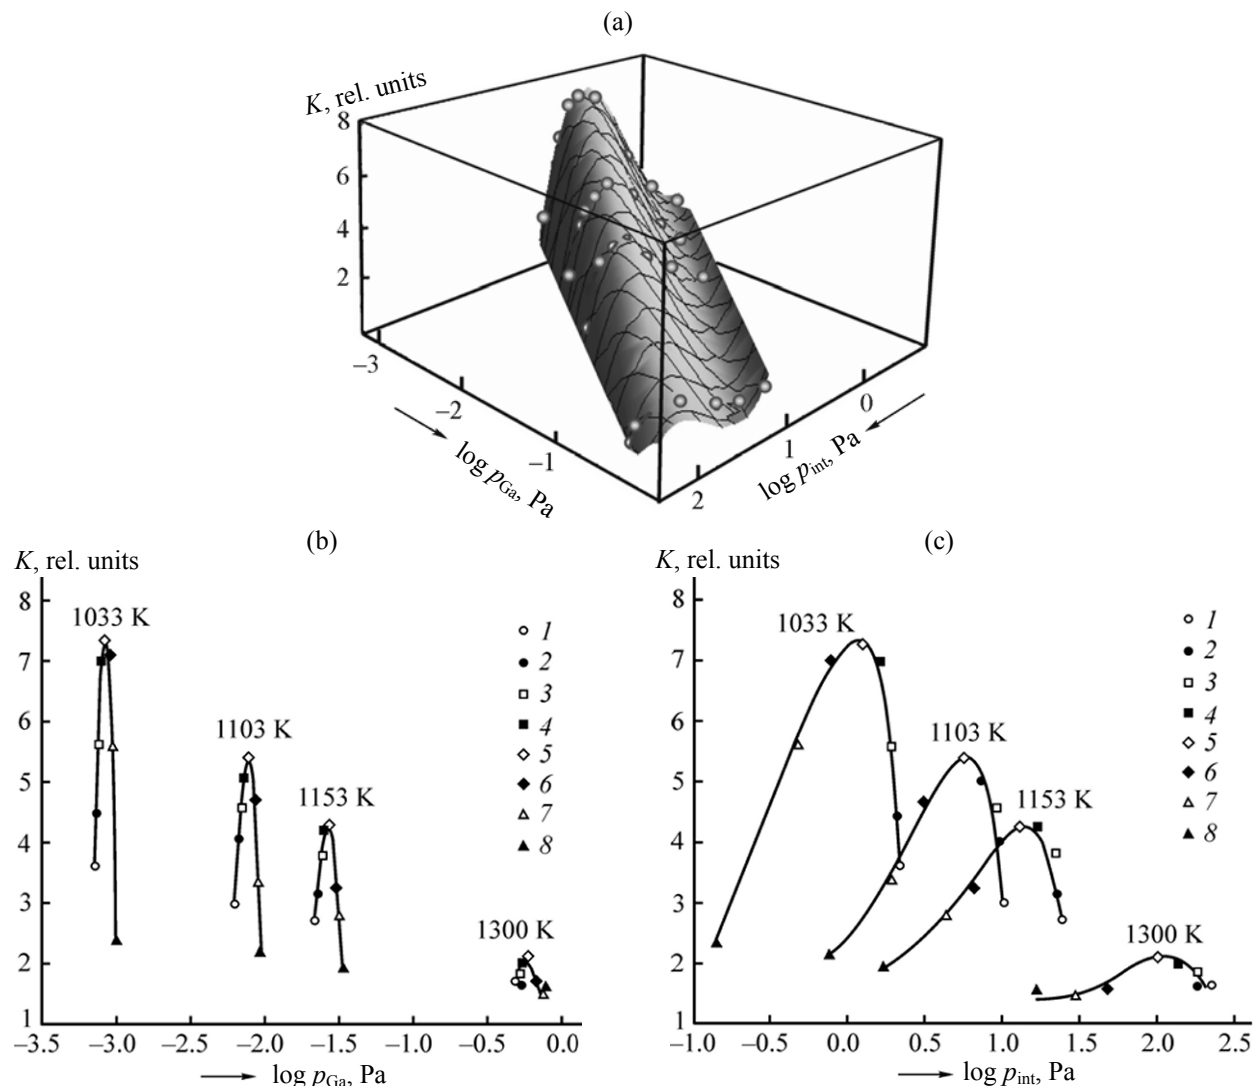 (a)
K, rel. units
8
6
4
2
–3
–2
–1
log pGa, Pa
0
1
2
log pint, Pa
(b)
K, rel. units
8
7
6
5
4
3
2
1
1033 K
1103 K
1153 K
1300 K
1
2
3
4
5
6
7
8
–3.5 –3.0 –2.5 –2.0 –1.5 –1.0 –0.5 0.0
log pGa, Pa
(c)
K, rel. units
8
7
6
5
4
3
2
1
1033 K
1103 K
1153 K
1300 K
1
2
3
4
5
6
7
8
–1.0 –0.5 0.0 0.5 1.0 1.5 2.0 2.5
log pint, Pa